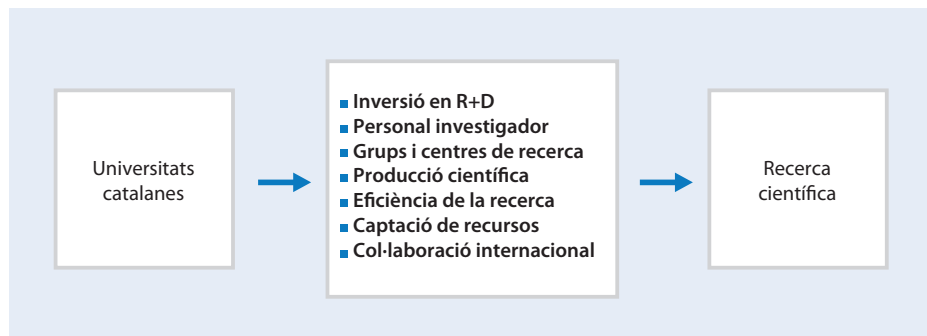 Universitats
catalanes
Inversió en R+D
Personal investigador
Grups i centres de recerca
Producció científica
Eficiència de la recerca
Captació de recursos
Col·laboració internacional
Recerca
científica